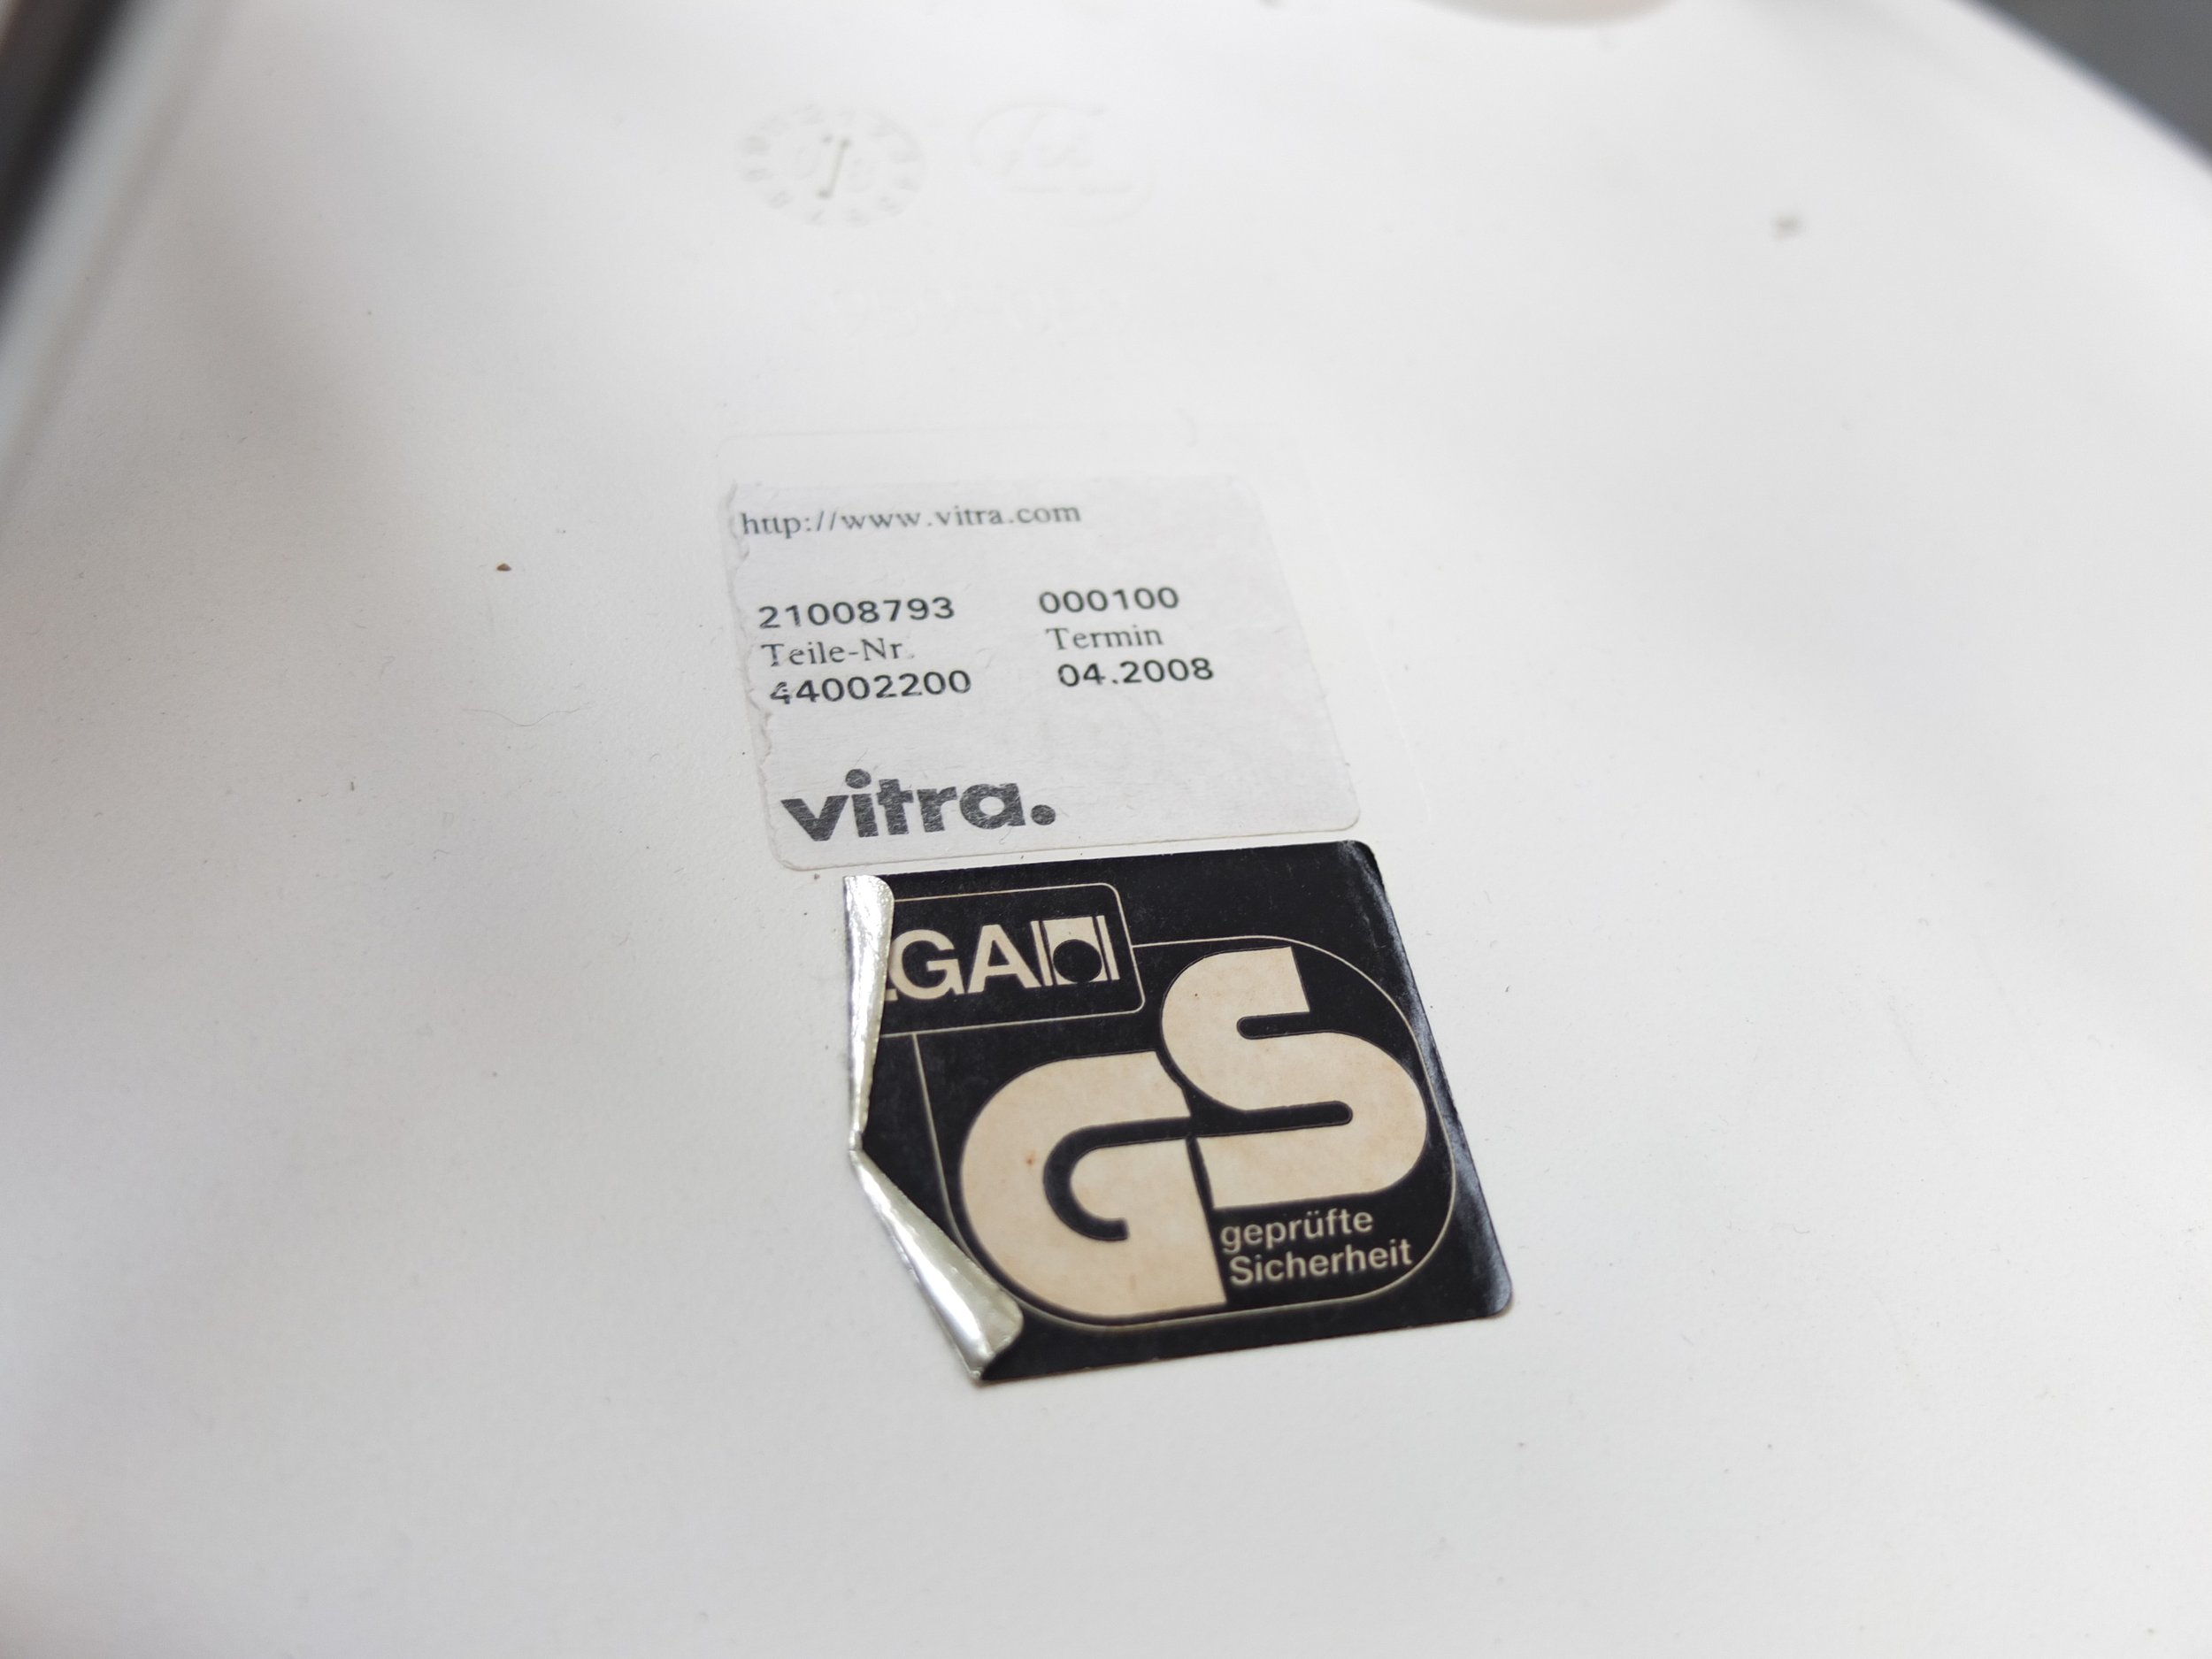 http://www.vitra.com
21008793 000100
Teile-Nr. Termin
44002200 04.2008
vitra.
LGA
GS
geprüfte
Sicherheit